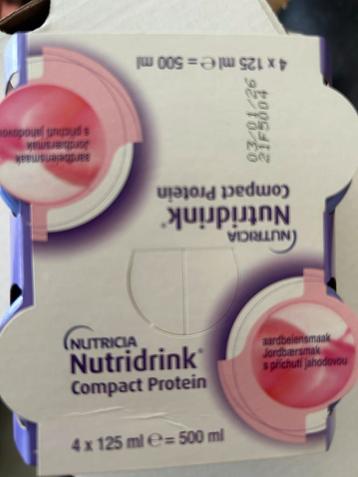 4 x 125 ml ℮ = 500 ml
03/01/26
21F5004
aardbeiensmaak
Jordbærsmak
s příchutí jahodovou
NUTRICIA
Nutridrink®
Compact Protein
NUTRICIA
Nutridrink®
Compact Protein
aardbeiensmaak
Jordbærsmak
s příchutí jahodovou
4 x 125 ml ℮ = 500 ml